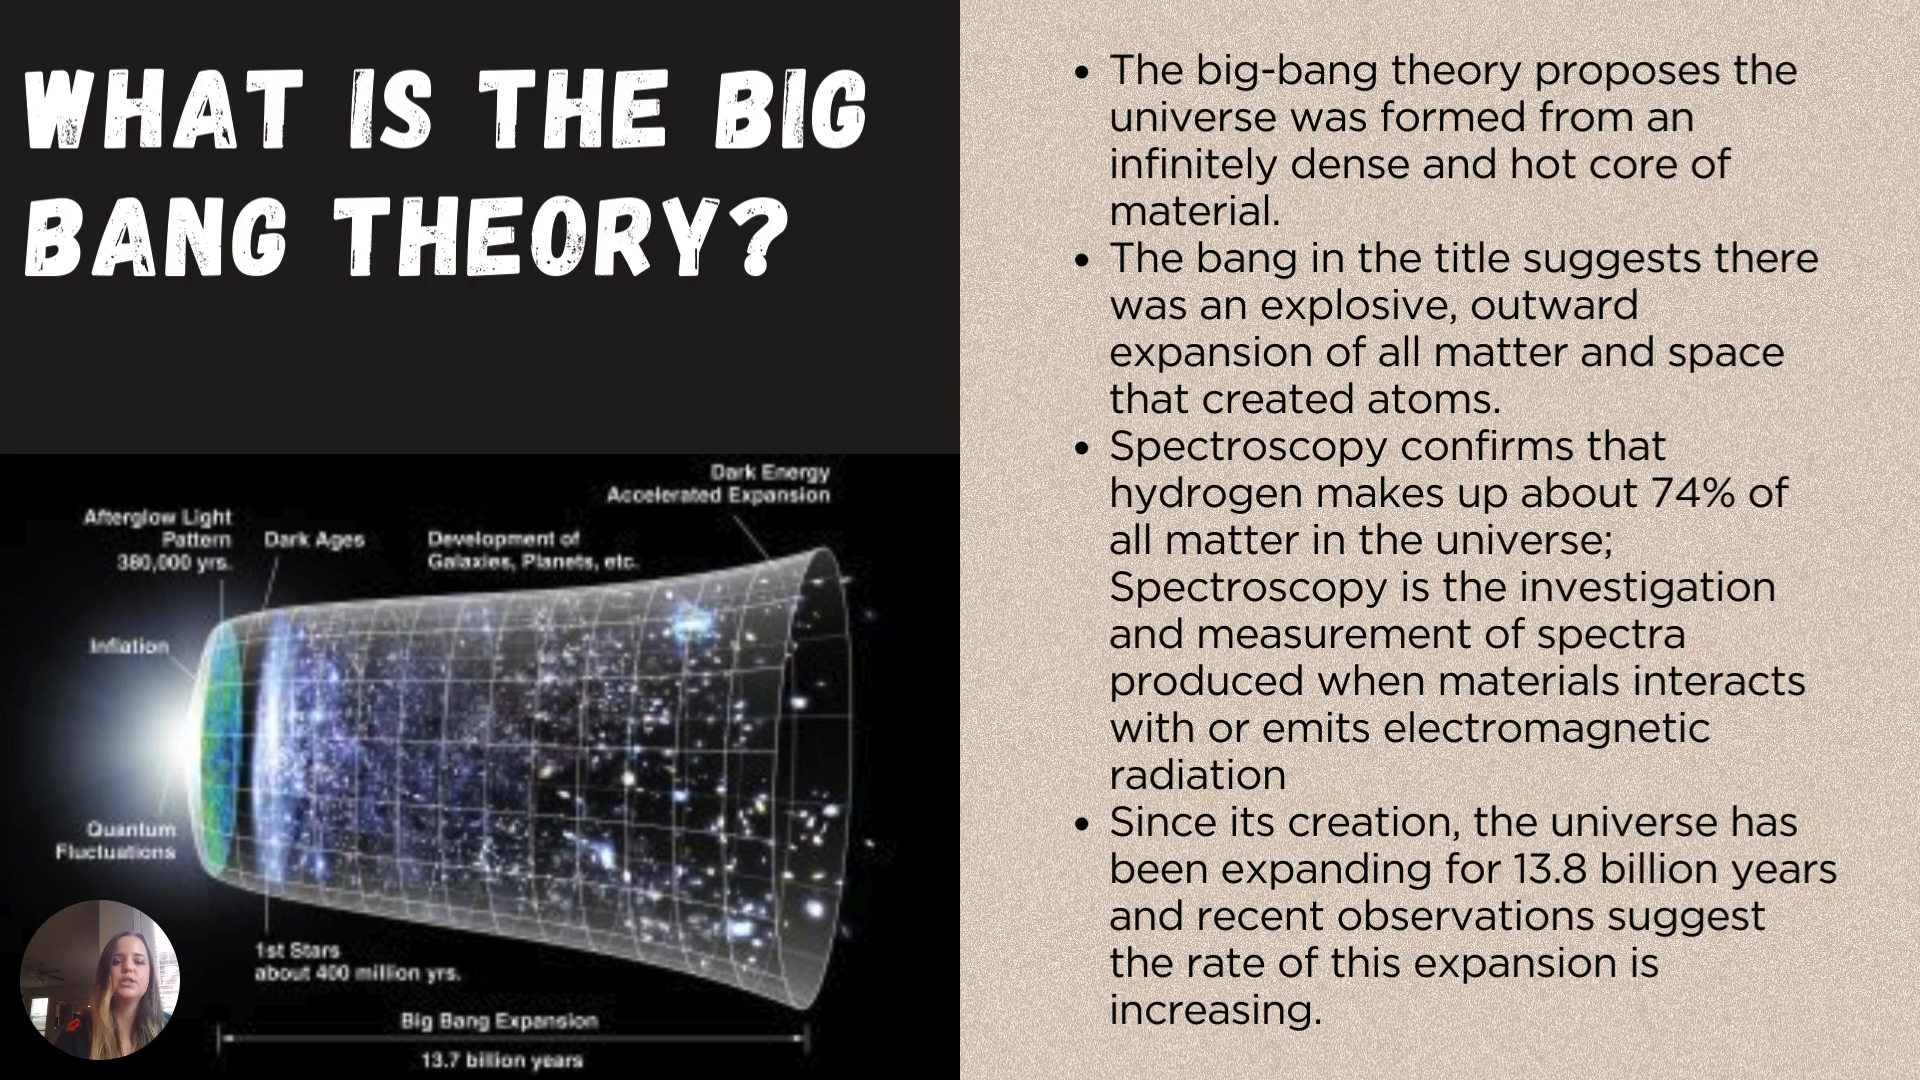 WHAT IS THE BIG
BANG THEORY?
Dark Energy
Accelerated Expansion
Afterglow Light
Pattern
380,000 yrs.
Dark Ages
Development of
Galaxies, Planets, etc.
Inflation
Quantum
Fluctuations
1st Stars
about 400 million yrs.
Big Bang Expansion
13.7 billion years
• The big-bang theory proposes the
universe was formed from an
infinitely dense and hot core of
material.
• The bang in the title suggests there
was an explosive, outward
expansion of all matter and space
that created atoms.
• Spectroscopy confirms that
hydrogen makes up about 74% of
all matter in the universe;
Spectroscopy is the investigation
and measurement of spectra
produced when materials interacts
with or emits electromagnetic
radiation
• Since its creation, the universe has
been expanding for 13.8 billion years
and recent observations suggest
the rate of this expansion is
increasing.